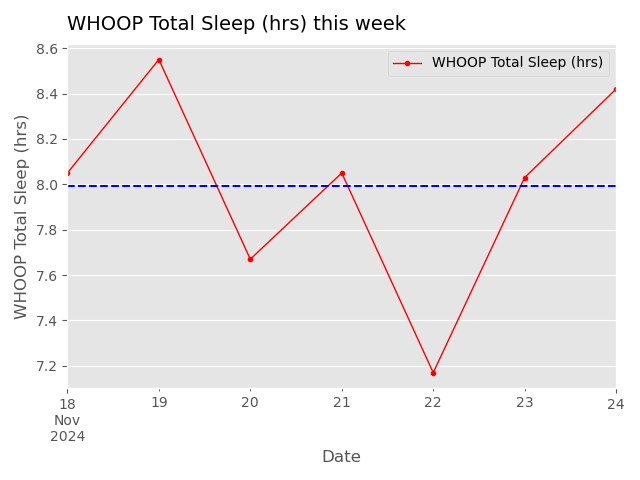 WHOOP Total Sleep (hrs) this week
WHOOP Total Sleep (hrs)
WHOOP Total Sleep (hrs)
8.6
8.4
8.2
8.0
7.8
7.6
7.4
7.2
18 19 20 21 22 23 24
Nov
2024
Date